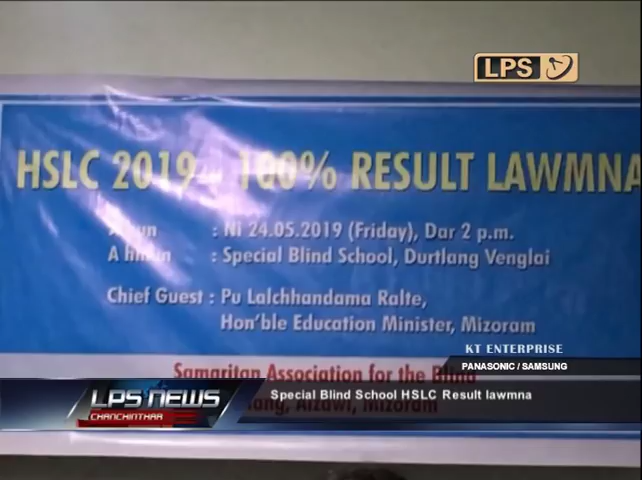 LPS
HSLC 2019 - 100% RESULT LAWMNA
: Ni 24.05.2019 (Friday), Dar 2 p.m.
A hmun : Special Blind School, Durtlang Venglai
Chief Guest : Pu Lalchhandama Ralte,
Hon'ble Education Minister, Mizoram
KT ENTERPRISE
PANASONIC / SAMSUNG
Samaritan Association for the Blind
Aizawl, Mizoram
LPS NEWS
CHANCHINTHAR
Special Blind School HSLC Result lawmna